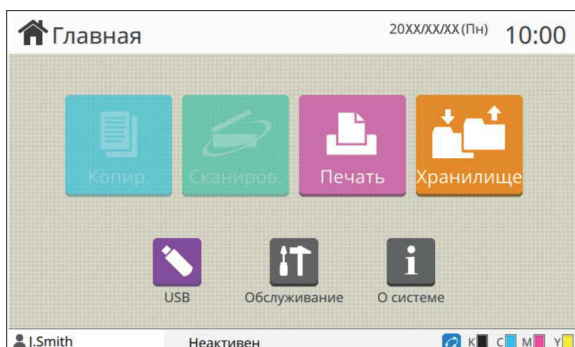 Главная 20XX/XX/XX (Пн) 10:00
Копир. Сканиров. Печать Хранилище
USB Обслуживание О системе
J.Smith Неактивен K C M Y